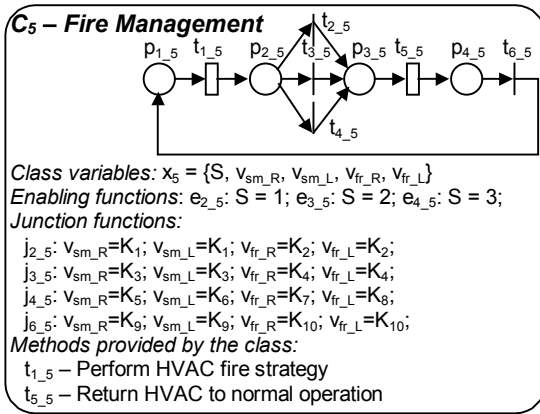 C5 – Fire Management
t2_5
p1_5 t1_5 p2_5 t3_5 p3_5 t5_5 p4_5 t6_5
t4_5
Class variables: x5 = {S, vsm_R, vsm_L, vfr_R, vfr_L}
Enabling functions: e2_5: S = 1; e3_5: S = 2; e4_5: S = 3;
Junction functions:
j2_5: vsm_R=K1; vsm_L=K1; vfr_R=K2; vfr_L=K2;
j3_5: vsm_R=K3; vsm_L=K3; vfr_R=K4; vfr_L=K4;
j4_5: vsm_R=K5; vsm_L=K6; vfr_R=K7; vfr_L=K8;
j6_5: vsm_R=K9; vsm_L=K9; vfr_R=K10; vfr_L=K10;
Methods provided by the class:
t1_5 – Perform HVAC fire strategy
t5_5 – Return HVAC to normal operation